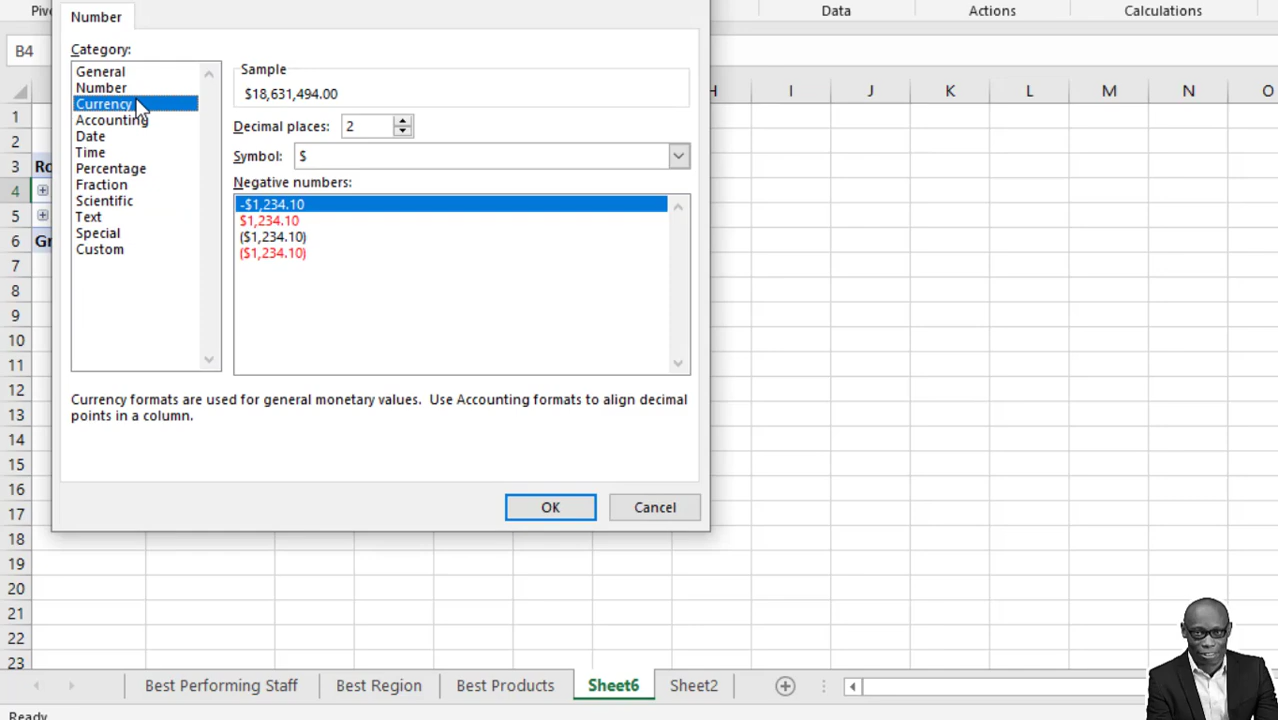 Data Actions Calculations
Number
B4
Category:
General
Number
Currency
Accounting
Date
Time
Percentage
Fraction
Scientific
Text
Special
Custom
Sample
$18,631,494.00
Decimal places: 2
Symbol: $
Negative numbers:
-$1,234.10
$1,234.10
($1,234.10)
($1,234.10)
Currency formats are used for general monetary values. Use Accounting formats to align decimal
points in a column.
OK Cancel
H I J K L M N O
1
2
3
4
5
6
7
8
9
10
11
12
13
14
15
16
17
18
19
20
21
22
23
Best Performing Staff Best Region Best Products Sheet6 Sheet2
Ready